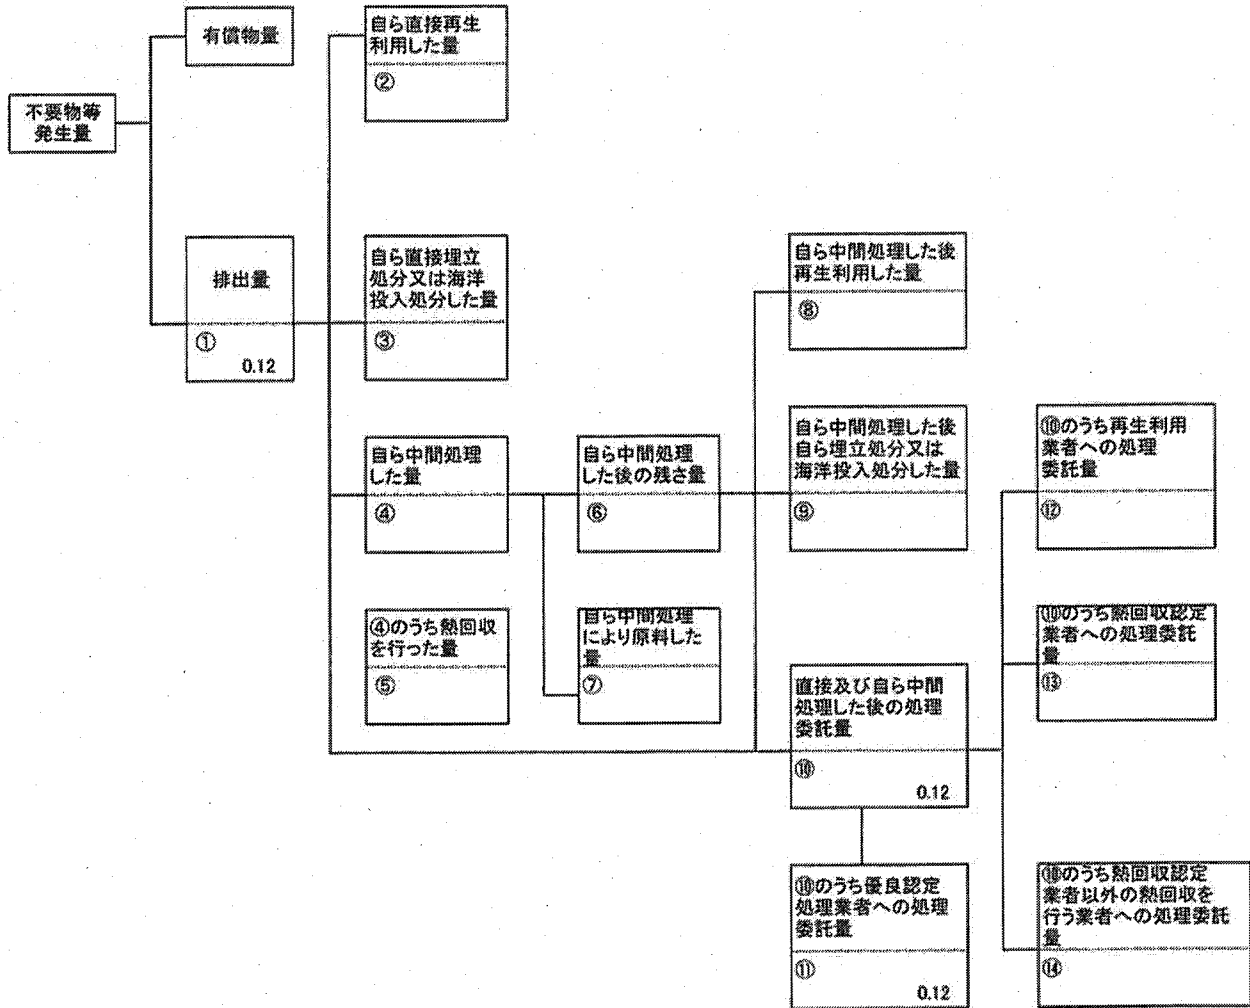 有償物量
不要物等
発生量
排出量
①
0.12
自ら直接再生
利用した量
②
自ら直接埋立
処分又は海洋
投入処分した量
③
自ら中間処理
した量
④
④のうち熱回収
を行った量
⑤
自ら中間処理
した後の残さ量
⑥
自ら中間処理
により原料した
量
⑦
自ら中間処理した後
再生利用した量
⑧
自ら中間処理した後
自ら埋立処分又は
海洋投入処分した量
⑨
直接及び自ら中間
処理した後の処理
委託量
⑩
0.12
⑩のうち優良認定
処理業者への処理
委託量
⑪
0.12
⑩のうち再生利用
業者への処理
委託量
⑫
⑩のうち熱回収認定
業者への処理委託
量
⑬
⑩のうち熱回収認定
業者以外の熱回収を
行う業者への処理委託
量
⑭